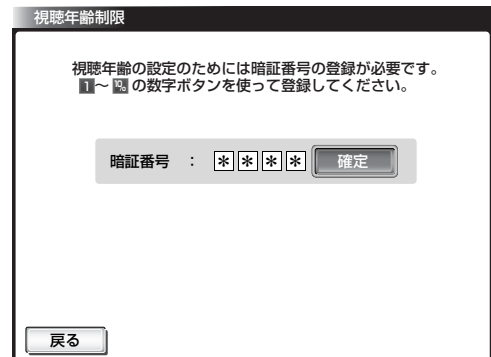 視聴年齢制限
視聴年齢の設定のためには暗証番号の登録が必要です。
1〜10の数字ボタンを使って登録してください。
暗証番号 : ＊＊＊＊ 確定
戻る